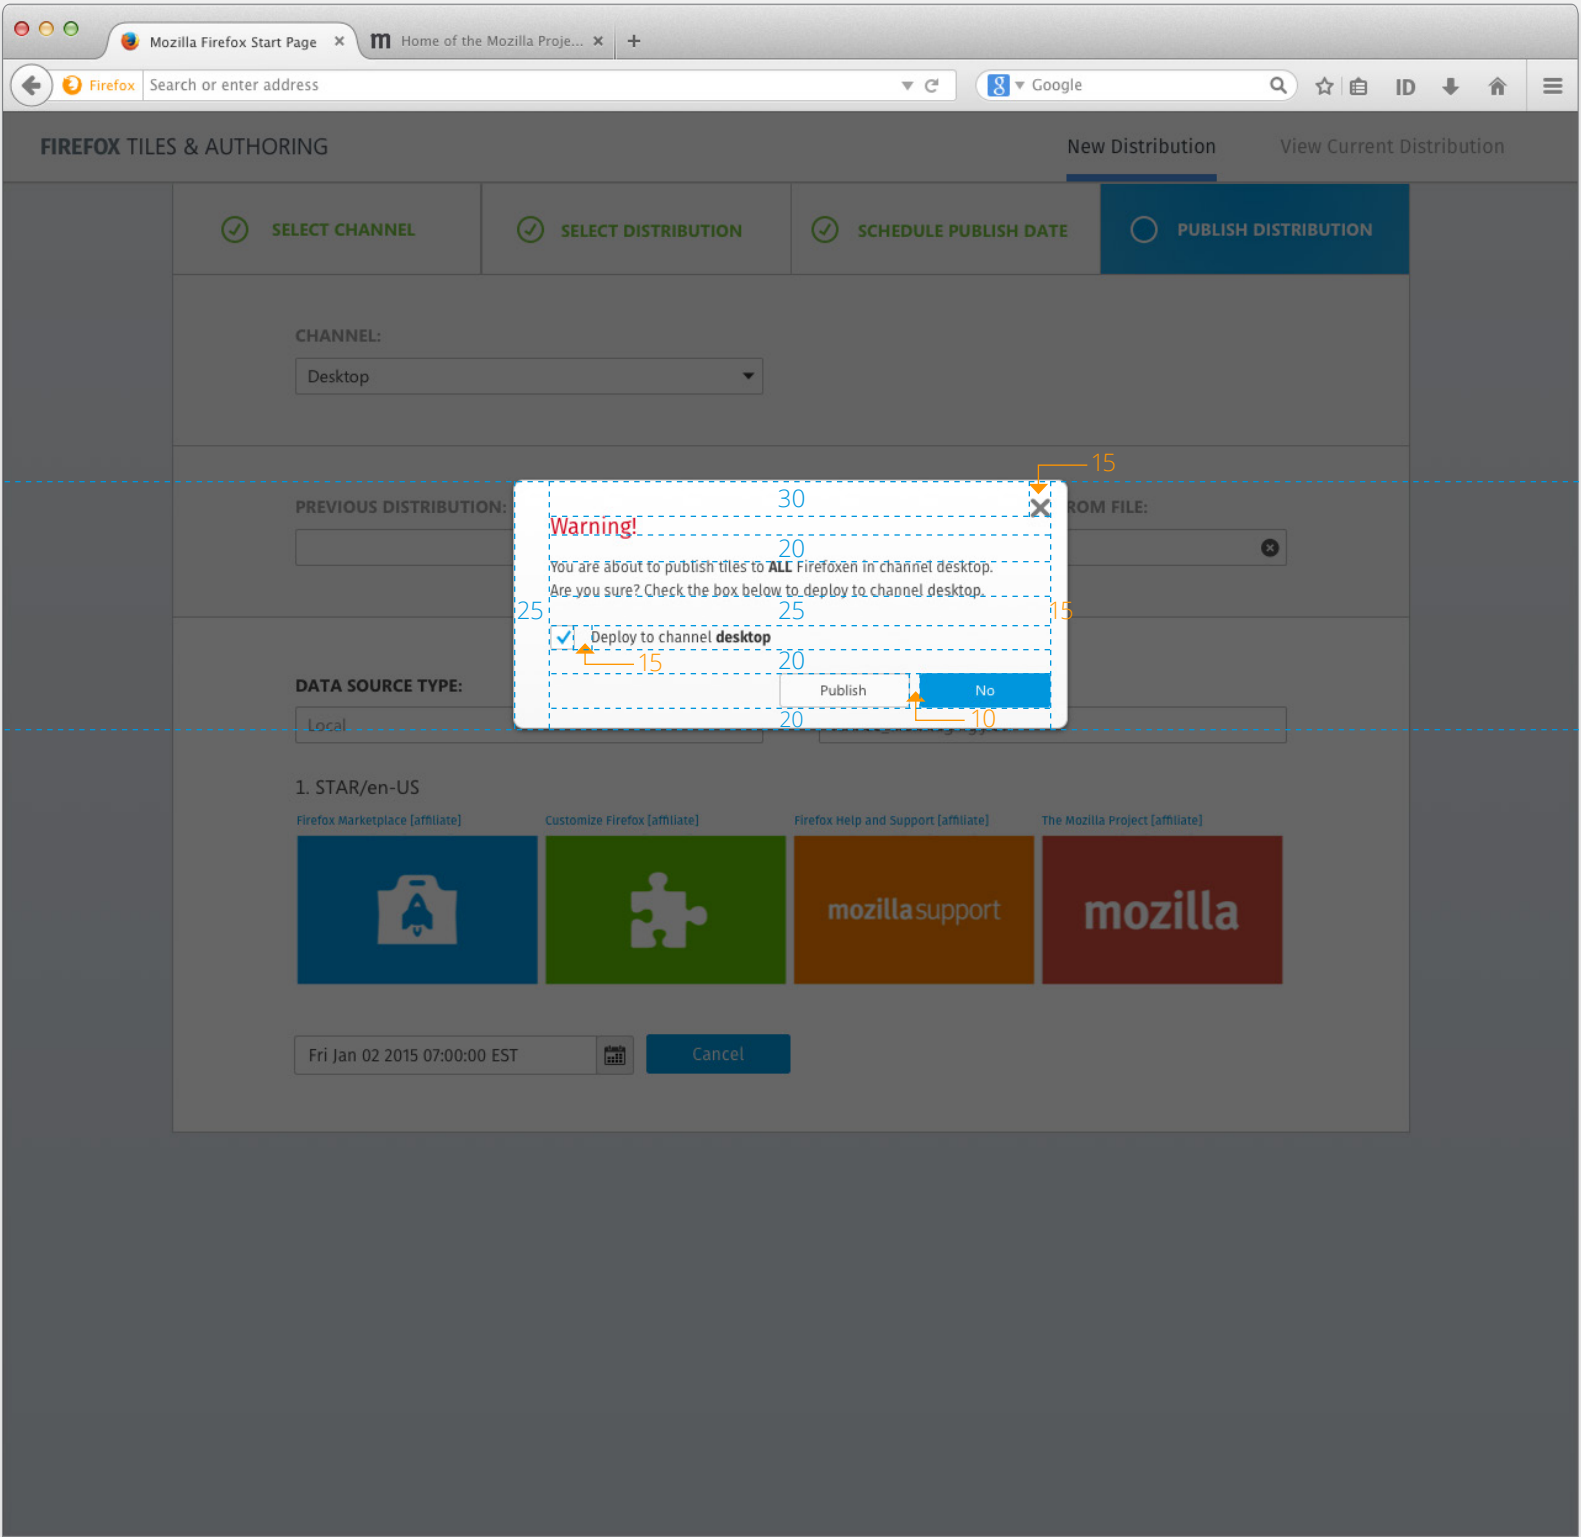 Mozilla Firefox Start Page
Home of the Mozilla Proje...
Firefox
Search or enter address
Google
ID
FIREFOX TILES & AUTHORING
New Distribution
View Current Distribution
SELECT CHANNEL
SELECT DISTRIBUTION
SCHEDULE PUBLISH DATE
PUBLISH DISTRIBUTION
CHANNEL:
Desktop
15
PREVIOUS DISTRIBUTION:
ROM FILE:
30
Warning!
20
You are about to publish tiles to ALL Firefoxen in channel desktop.
Are you sure? Check the box below to deploy to channel desktop.
25
25
15
Deploy to channel desktop
15
20
Publish
No
10
20
DATA SOURCE TYPE:
Local
1. STAR/en-US
Firefox Marketplace [affiliate]
Customize Firefox [affiliate]
Firefox Help and Support [affiliate]
The Mozilla Project [affiliate]
mozilla support
mozilla
Fri Jan 02 2015 07:00:00 EST
Cancel